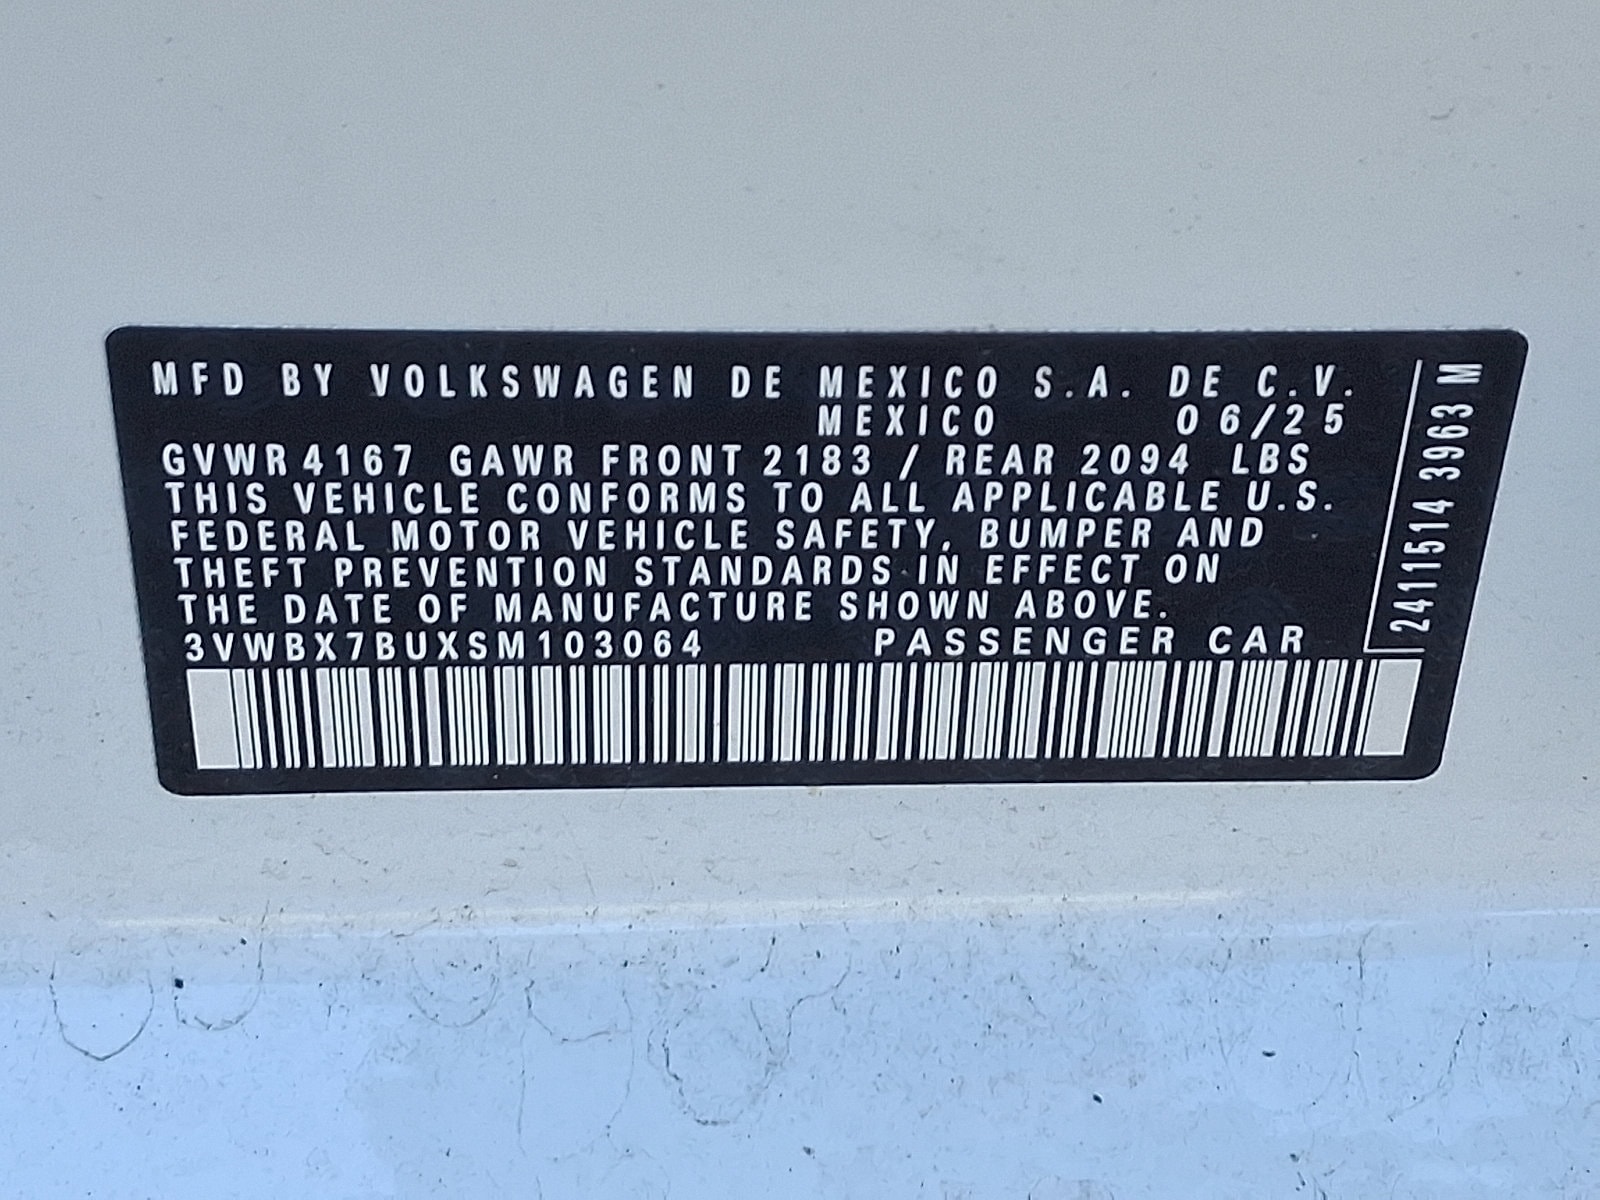 MFD BY VOLKSWAGEN DE MEXICO S.A. DE C.V.
MEXICO 06/25
GVWR 4167 GAWR FRONT 2183 / REAR 2094 LBS
THIS VEHICLE CONFORMS TO ALL APPLICABLE U.S.
FEDERAL MOTOR VEHICLE SAFETY, BUMPER AND
THEFT PREVENTION STANDARDS IN EFFECT ON
THE DATE OF MANUFACTURE SHOWN ABOVE.
3VWBX7BUXSM103064 PASSENGER CAR
2411514 3963 M